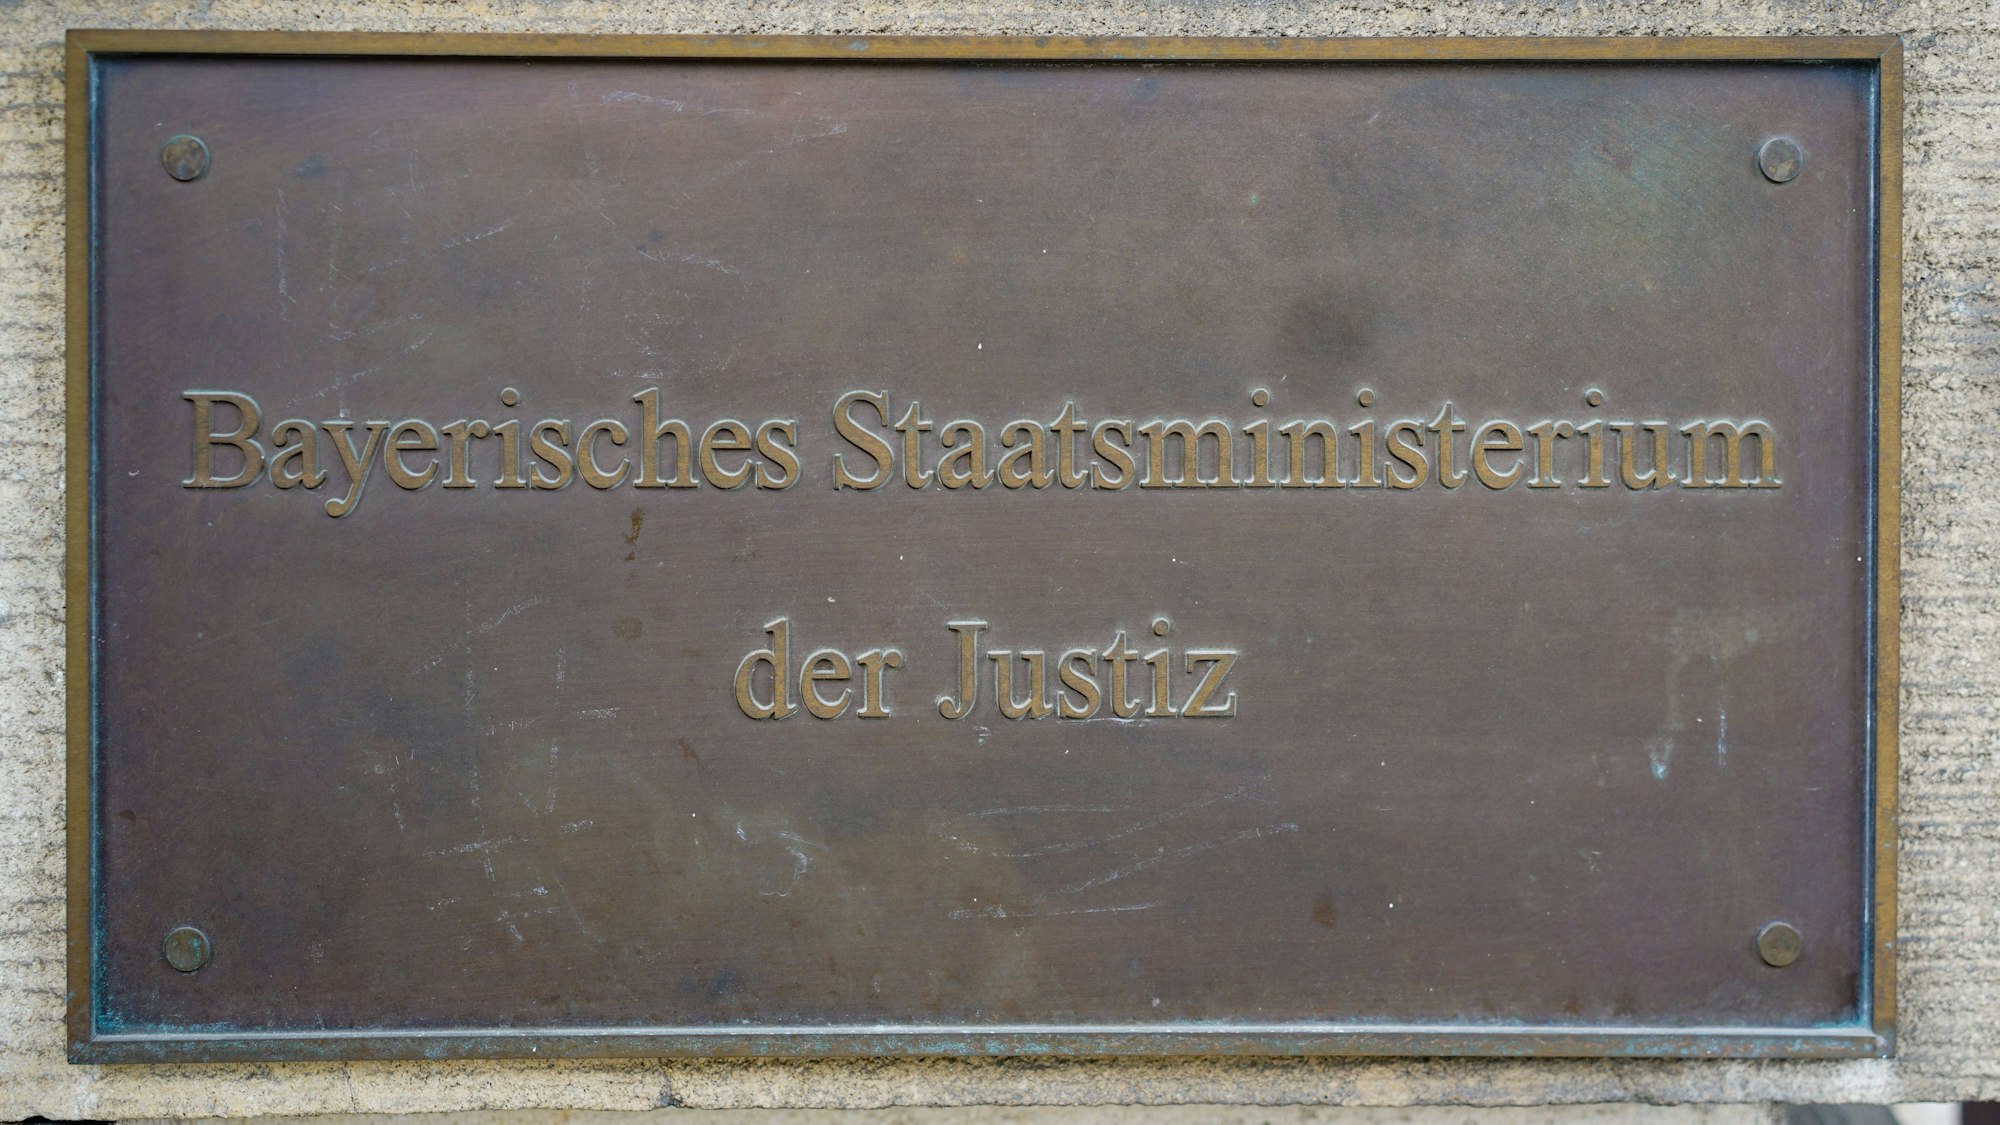 Bayerisches Staatsministerium
der Justiz